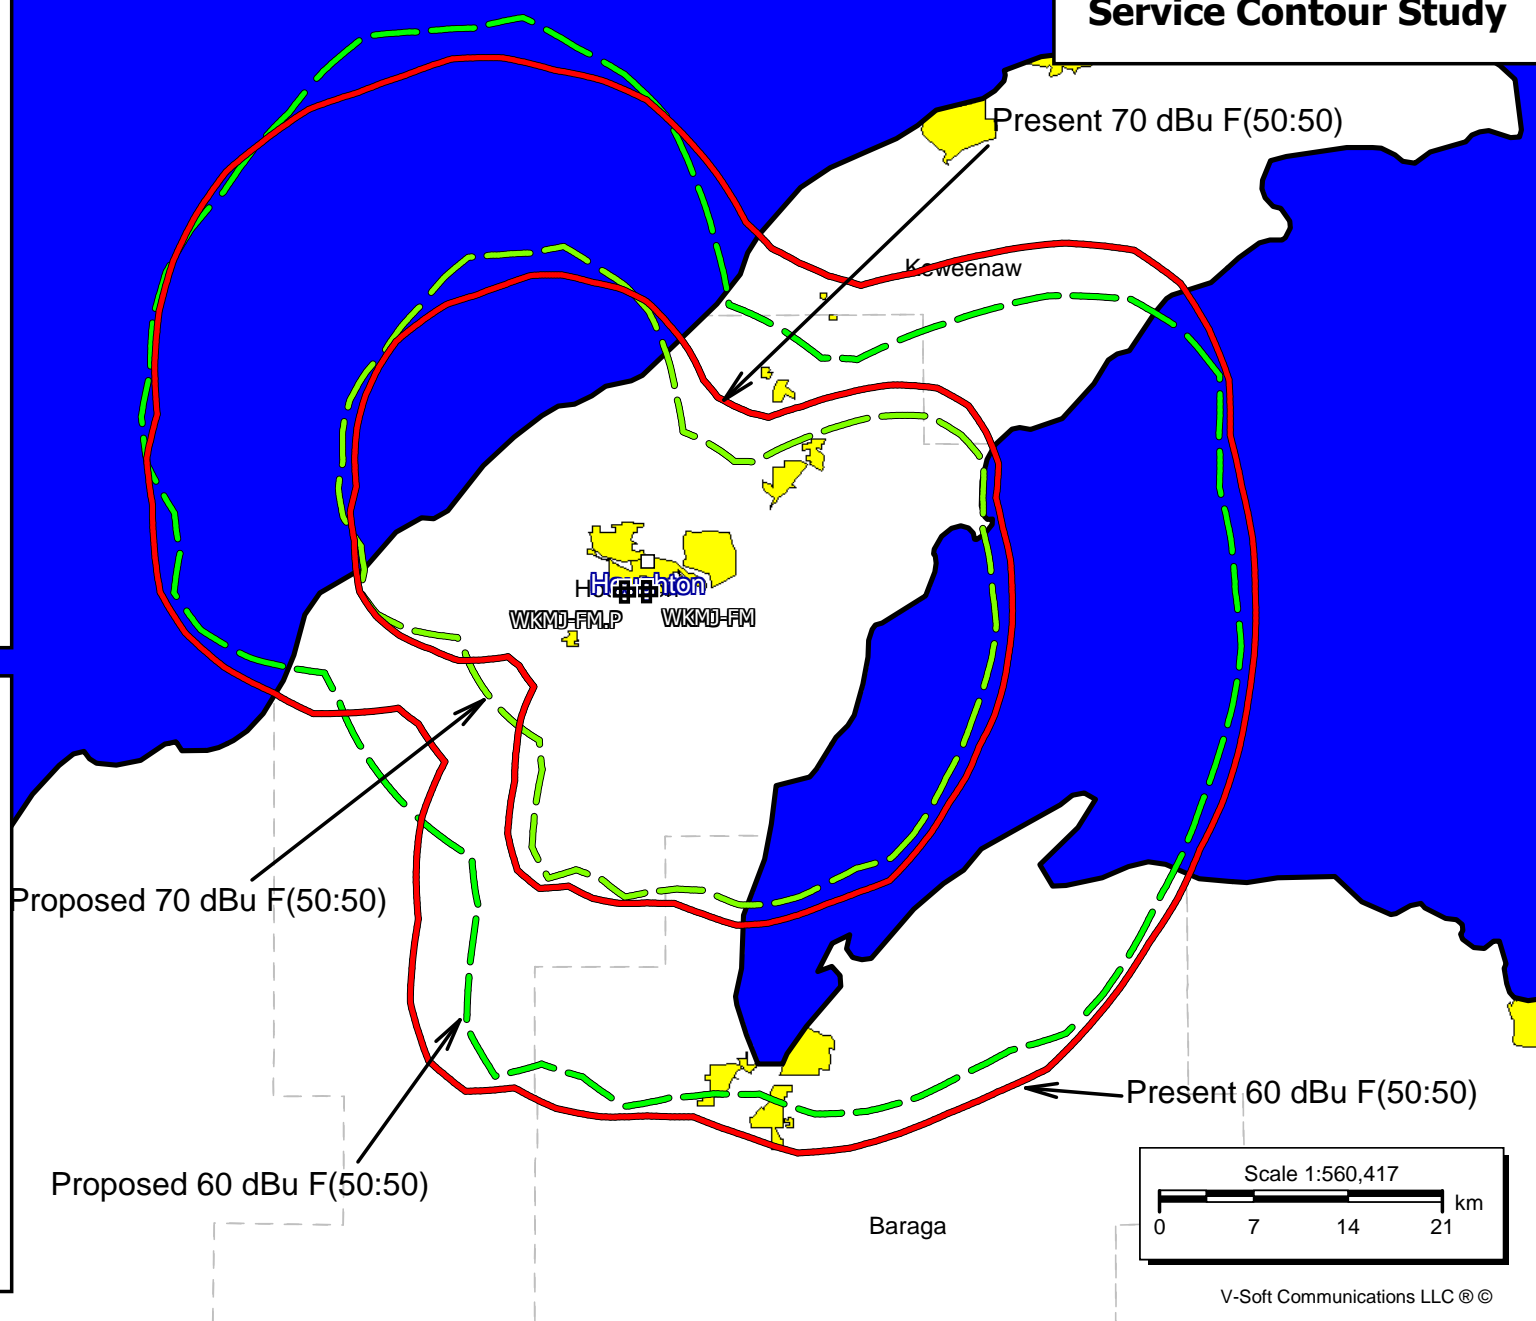 Service Contour Study
Present 70 dBu F(50:50)
Keweenaw
Houghton
WKMJ-FM.P
WKMJ-FM
Proposed 70 dBu F(50:50)
Present 60 dBu F(50:50)
Proposed 60 dBu F(50:50)
Scale 1:560,417
km
0 7 14 21
Baraga
V-Soft Communications LLC ® ©